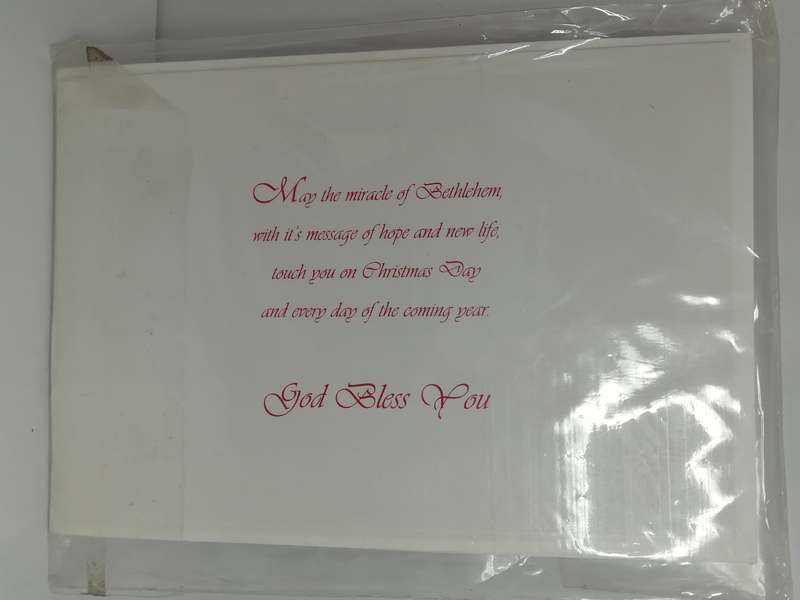 May the miracle of Bethlehem,
with it's message of hope and new life,
touch you on Christmas Day
and every day of the coming year.
God Bless You